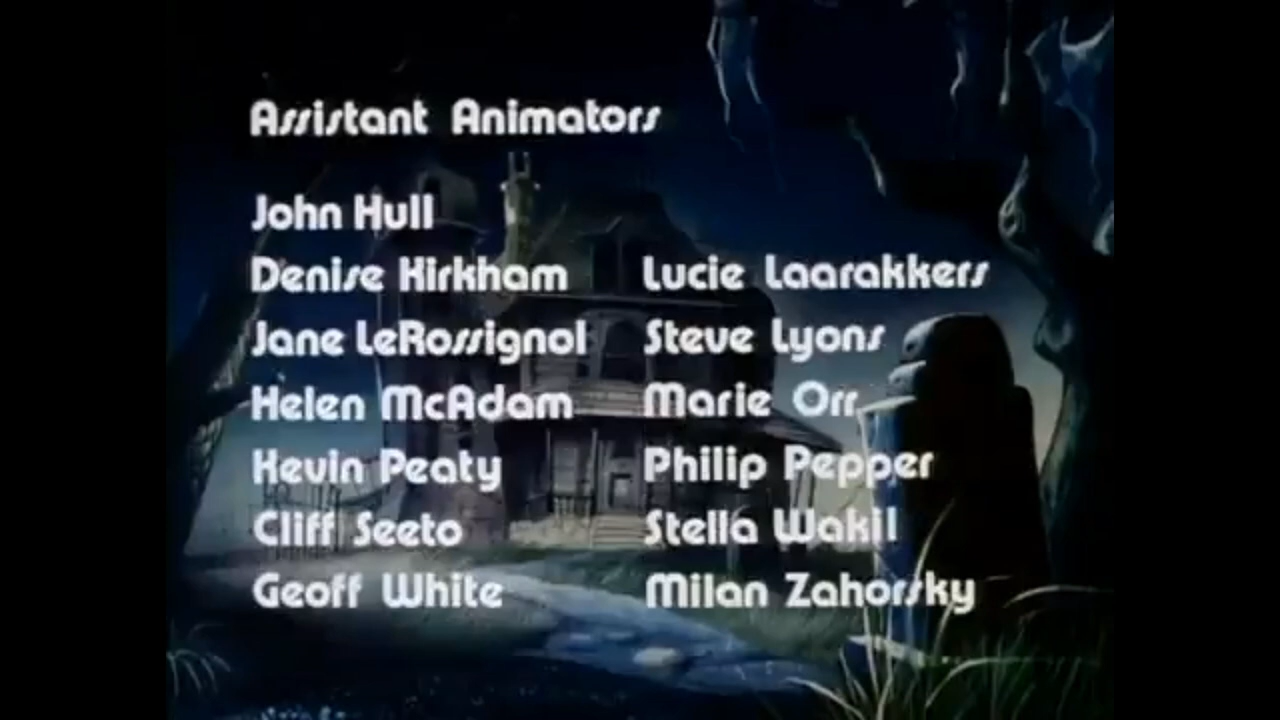 Assistant Animators
John Hull
Denise Kirkham
Lucie Laarakkers
Jane LeRossignol
Steve Lyons
Helen McAdam
Marie Orr
Kevin Peaty
Philip Pepper
Cliff Seeto
Stella Wakil
Geoff White
Milan Zahorsky